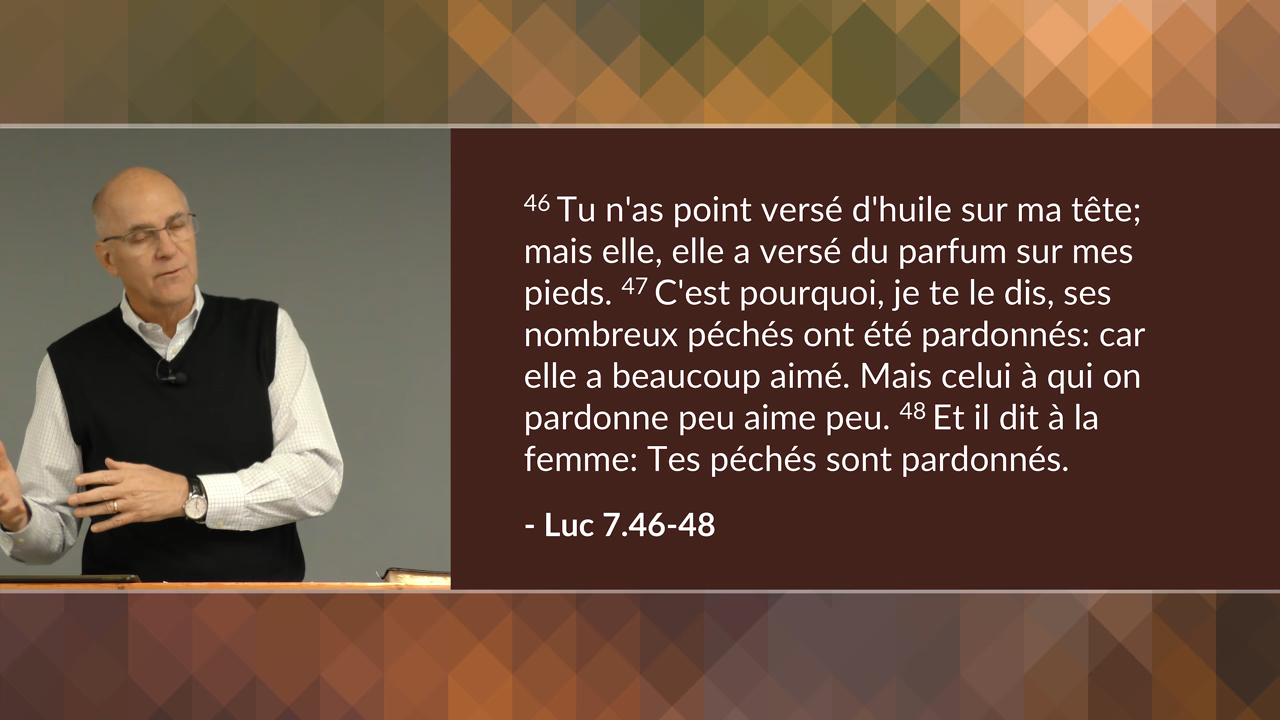 46 Tu n'as point versé d'huile sur ma tête;
mais elle, elle a versé du parfum sur mes
pieds. 47 C'est pourquoi, je te le dis, ses
nombreux péchés ont été pardonnés: car
elle a beaucoup aimé. Mais celui à qui on
pardonne peu aime peu. 48 Et il dit à la
femme: Tes péchés sont pardonnés.
- Luc 7.46-48